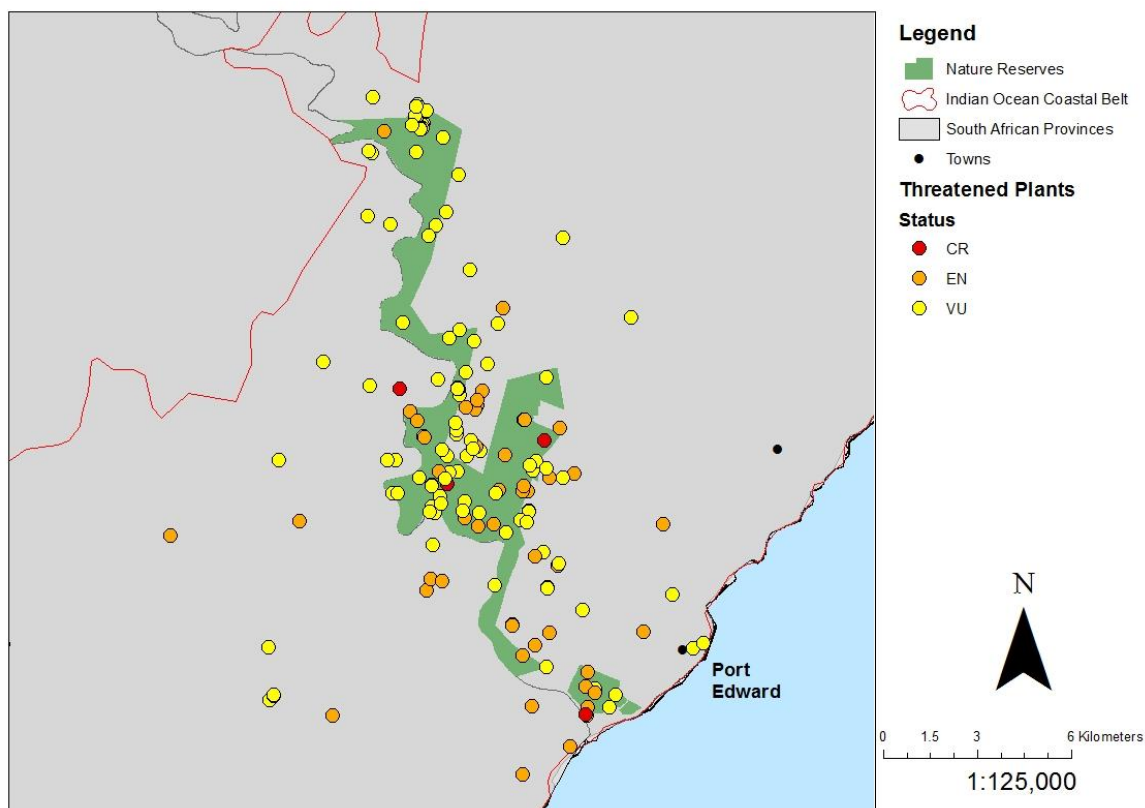 Legend
Nature Reserves
Indian Ocean Coastal Belt
South African Provinces
Towns
Threatened Plants
Status
CR
EN
VU
Port
Edward
N
0 1.5 3 6 Kilometers
1:125,000